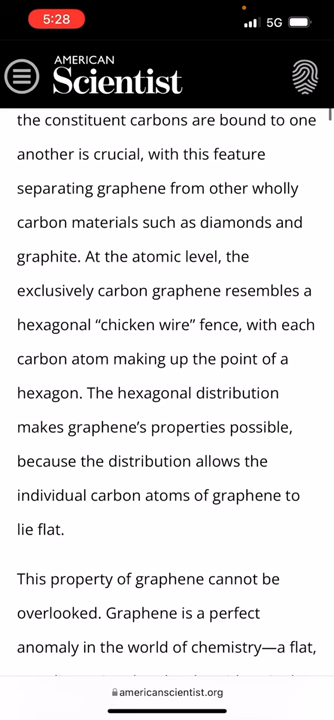 5:28
5G
AMERICAN
Scientist
the constituent carbons are bound to one
another is crucial, with this feature
separating graphene from other wholly
carbon materials such as diamonds and
graphite. At the atomic level, the
exclusively carbon graphene resembles a
hexagonal “chicken wire” fence, with each
carbon atom making up the point of a
hexagon. The hexagonal distribution
makes graphene’s properties possible,
because the distribution allows the
individual carbon atoms of graphene to
lie flat.
This property of graphene cannot be
overlooked. Graphene is a perfect
anomaly in the world of chemistry—a flat,
americanscientist.org